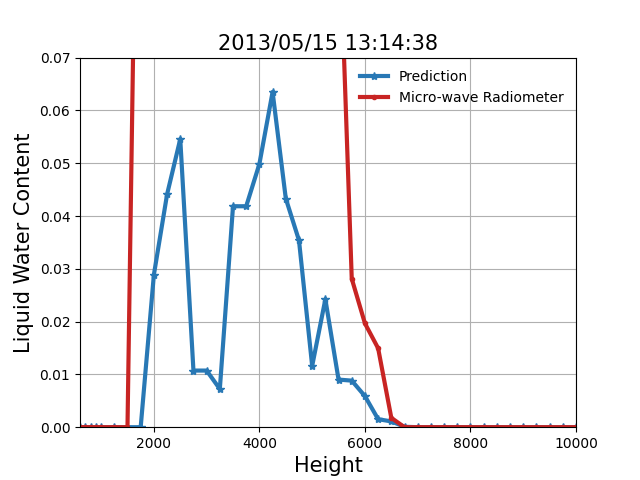 2013/05/15 13:14:38
0.07
0.06
0.05
0.04
0.03
0.02
0.01
0.00
Liquid Water Content
Prediction
Micro-wave Radiometer
2000 4000 6000 8000 10000
Height